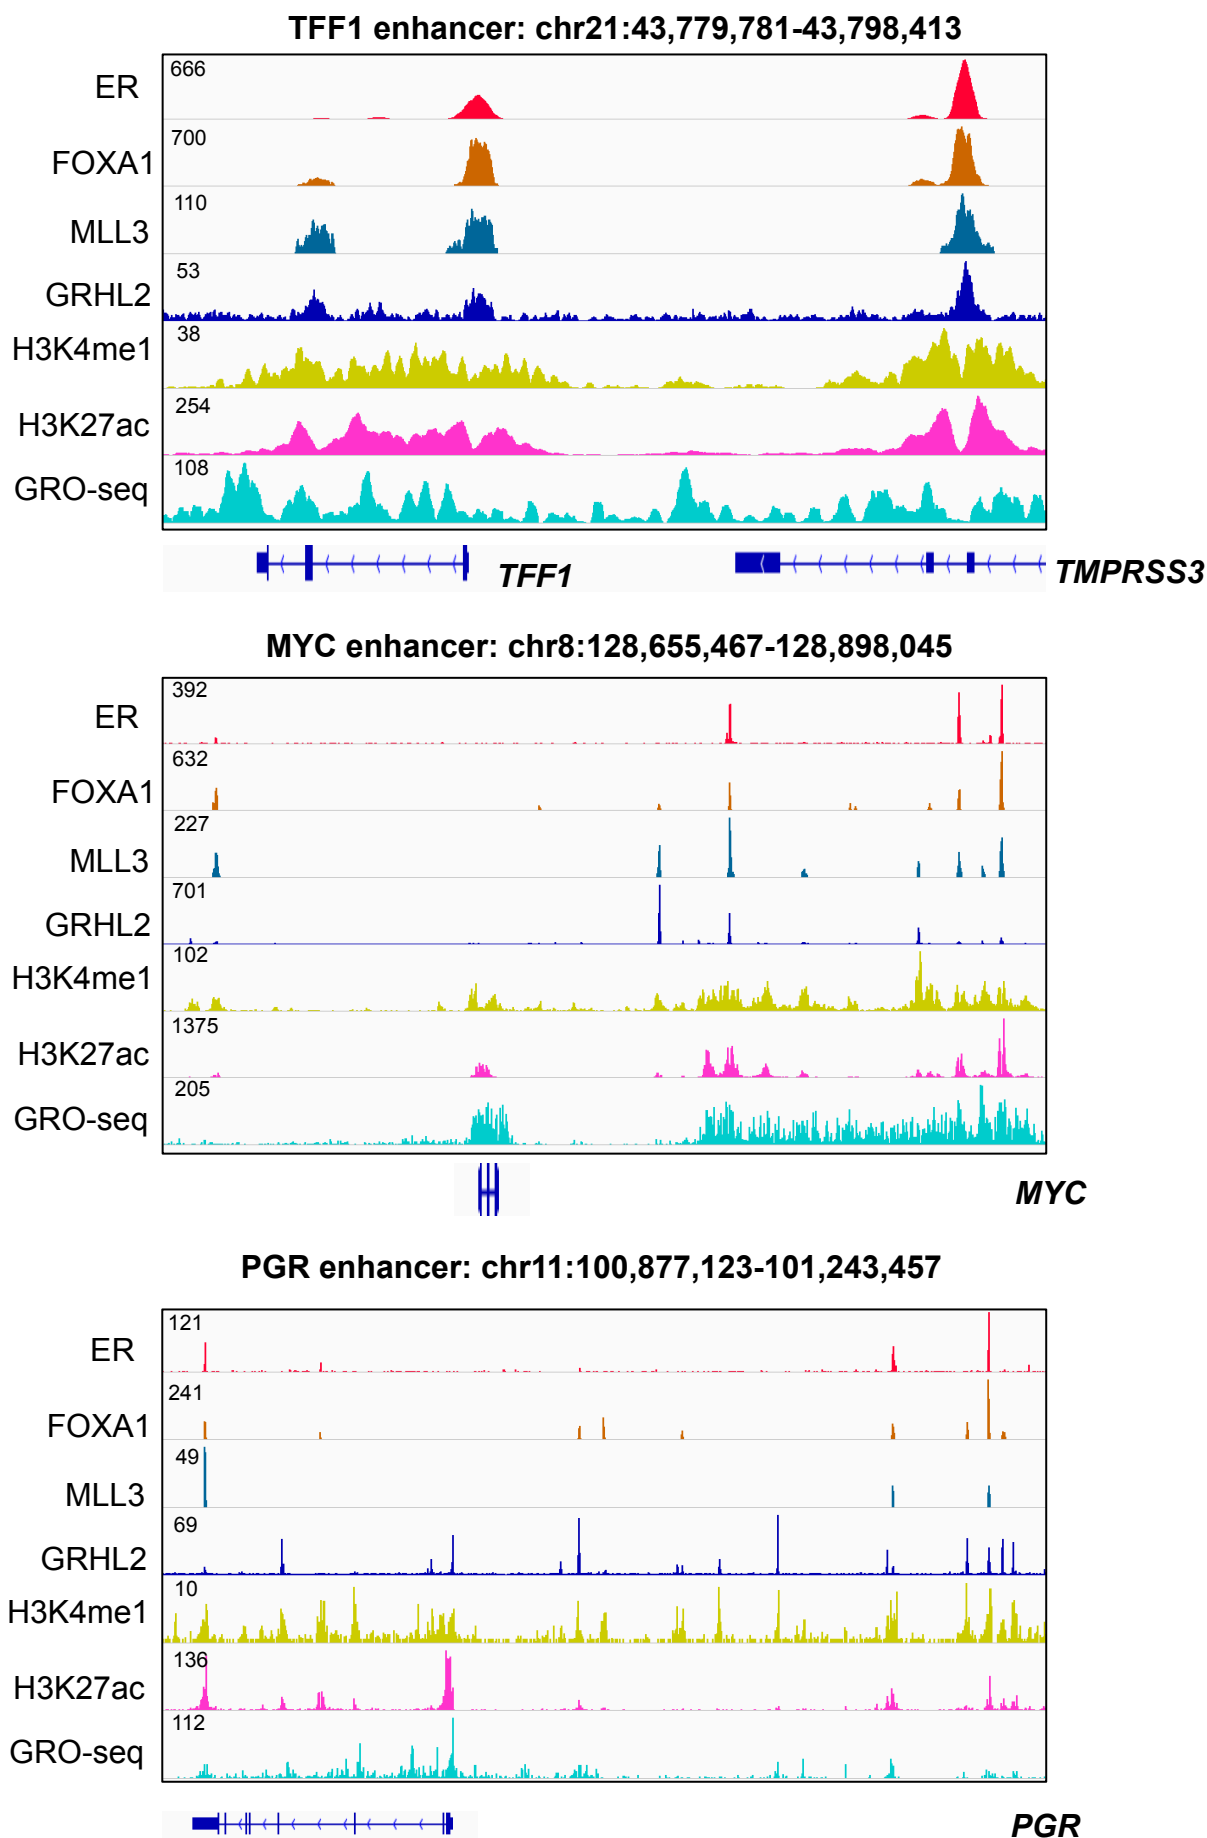 TFF1 enhancer: chr21:43,779,781-43,798,413
ER 666
FOXA1 700
MLL3 110
GRHL2 53
H3K4me1 38
H3K27ac 254
GRO-seq 108
TFF1 TMPRSS3
MYC enhancer: chr8:128,655,467-128,898,045
ER 392
FOXA1 632
MLL3 227
GRHL2 701
H3K4me1 102
H3K27ac 1375
GRO-seq 205
MYC
PGR enhancer: chr11:100,877,123-101,243,457
ER 121
FOXA1 241
MLL3 49
GRHL2 69
H3K4me1 10
H3K27ac 136
GRO-seq 112
PGR